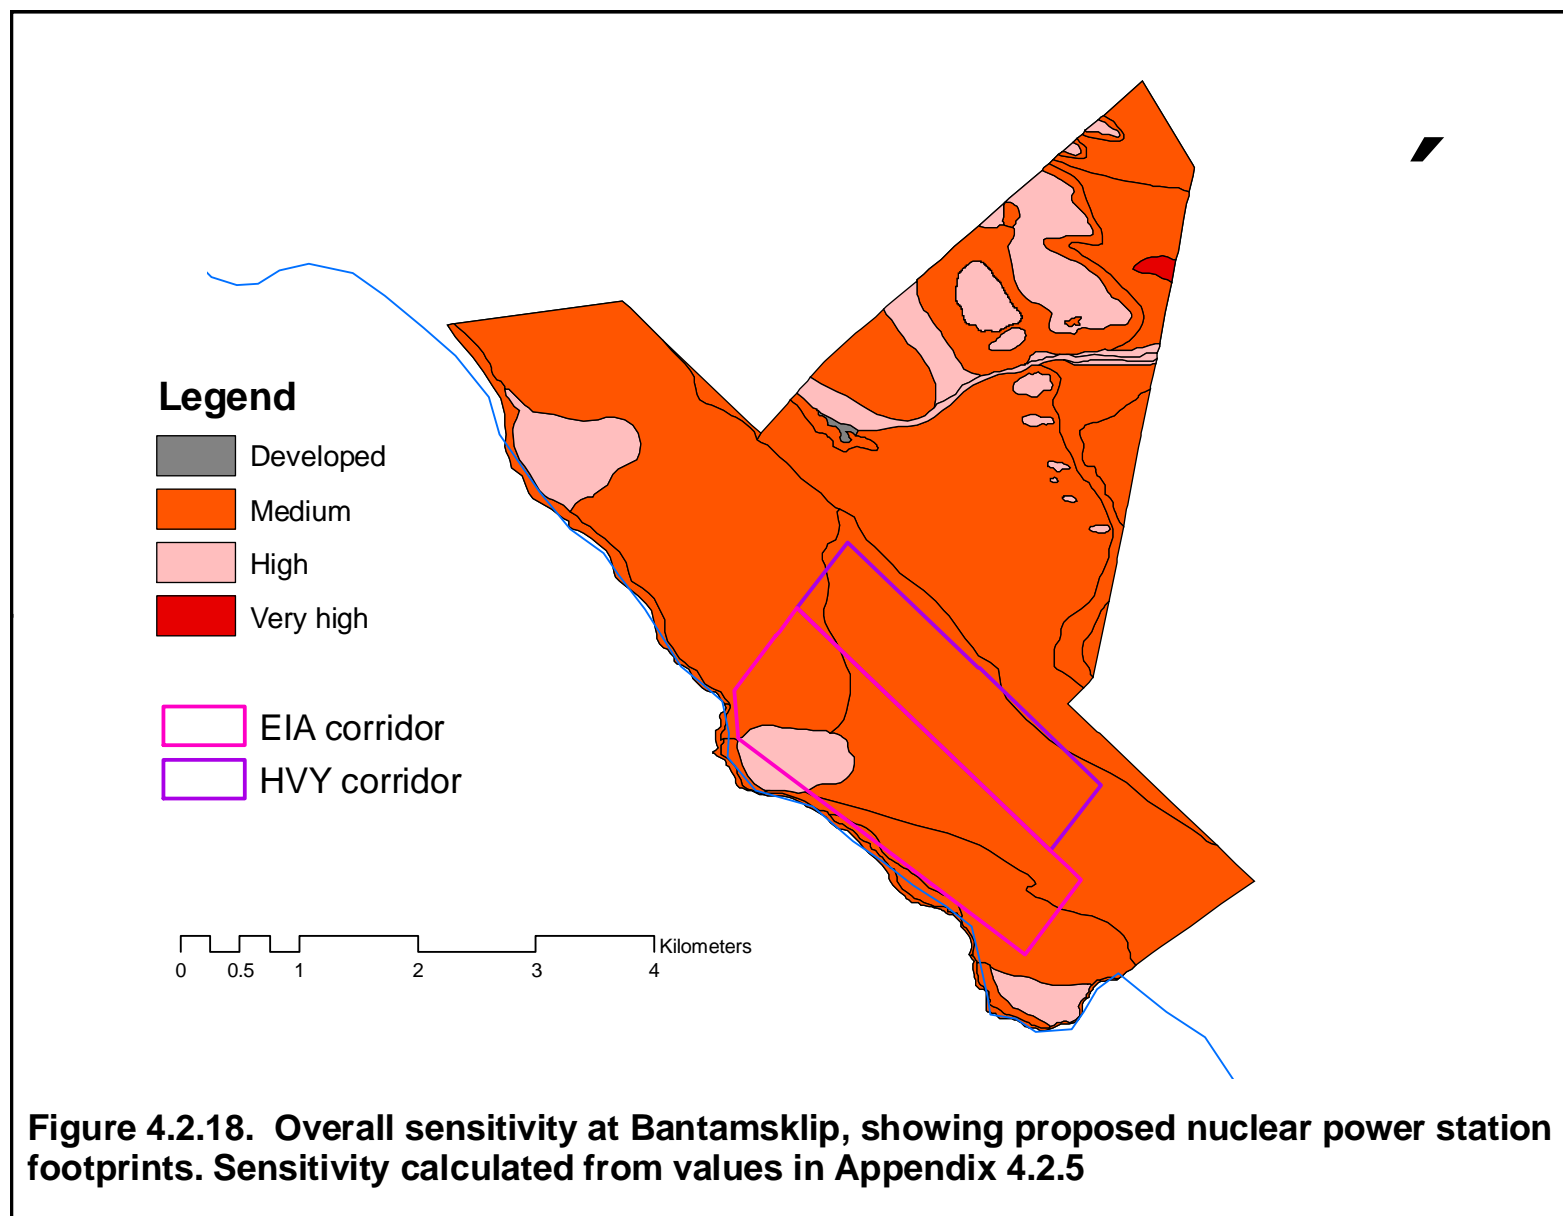 Legend
Developed
Medium
High
Very high
EIA corridor
HVY corridor
Kilometers
0 0.5 1 2 3 4
Figure 4.2.18. Overall sensitivity at Bantamsklip, showing proposed nuclear power station
footprints. Sensitivity calculated from values in Appendix 4.2.5